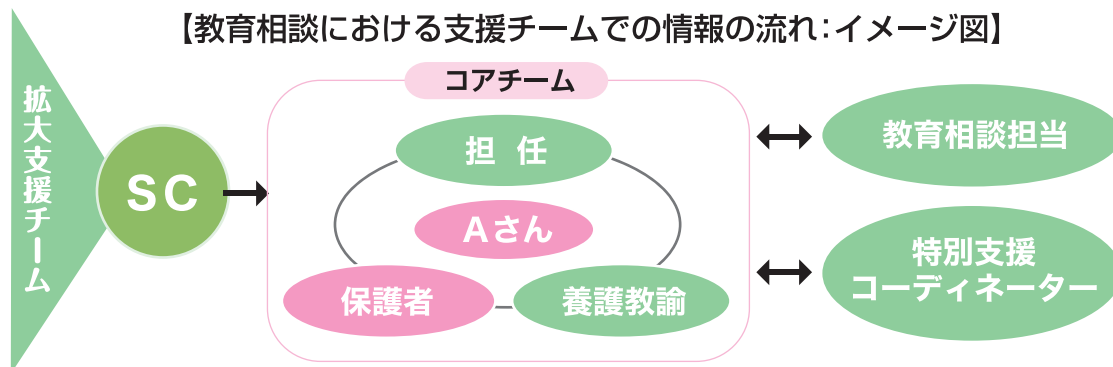 【教育相談における支援チームでの情報の流れ：イメージ図】
拡大支援チーム
SC
コアチーム
担 任
Aさん
保護者
養護教諭
教育相談担当
特別支援
コーディネーター